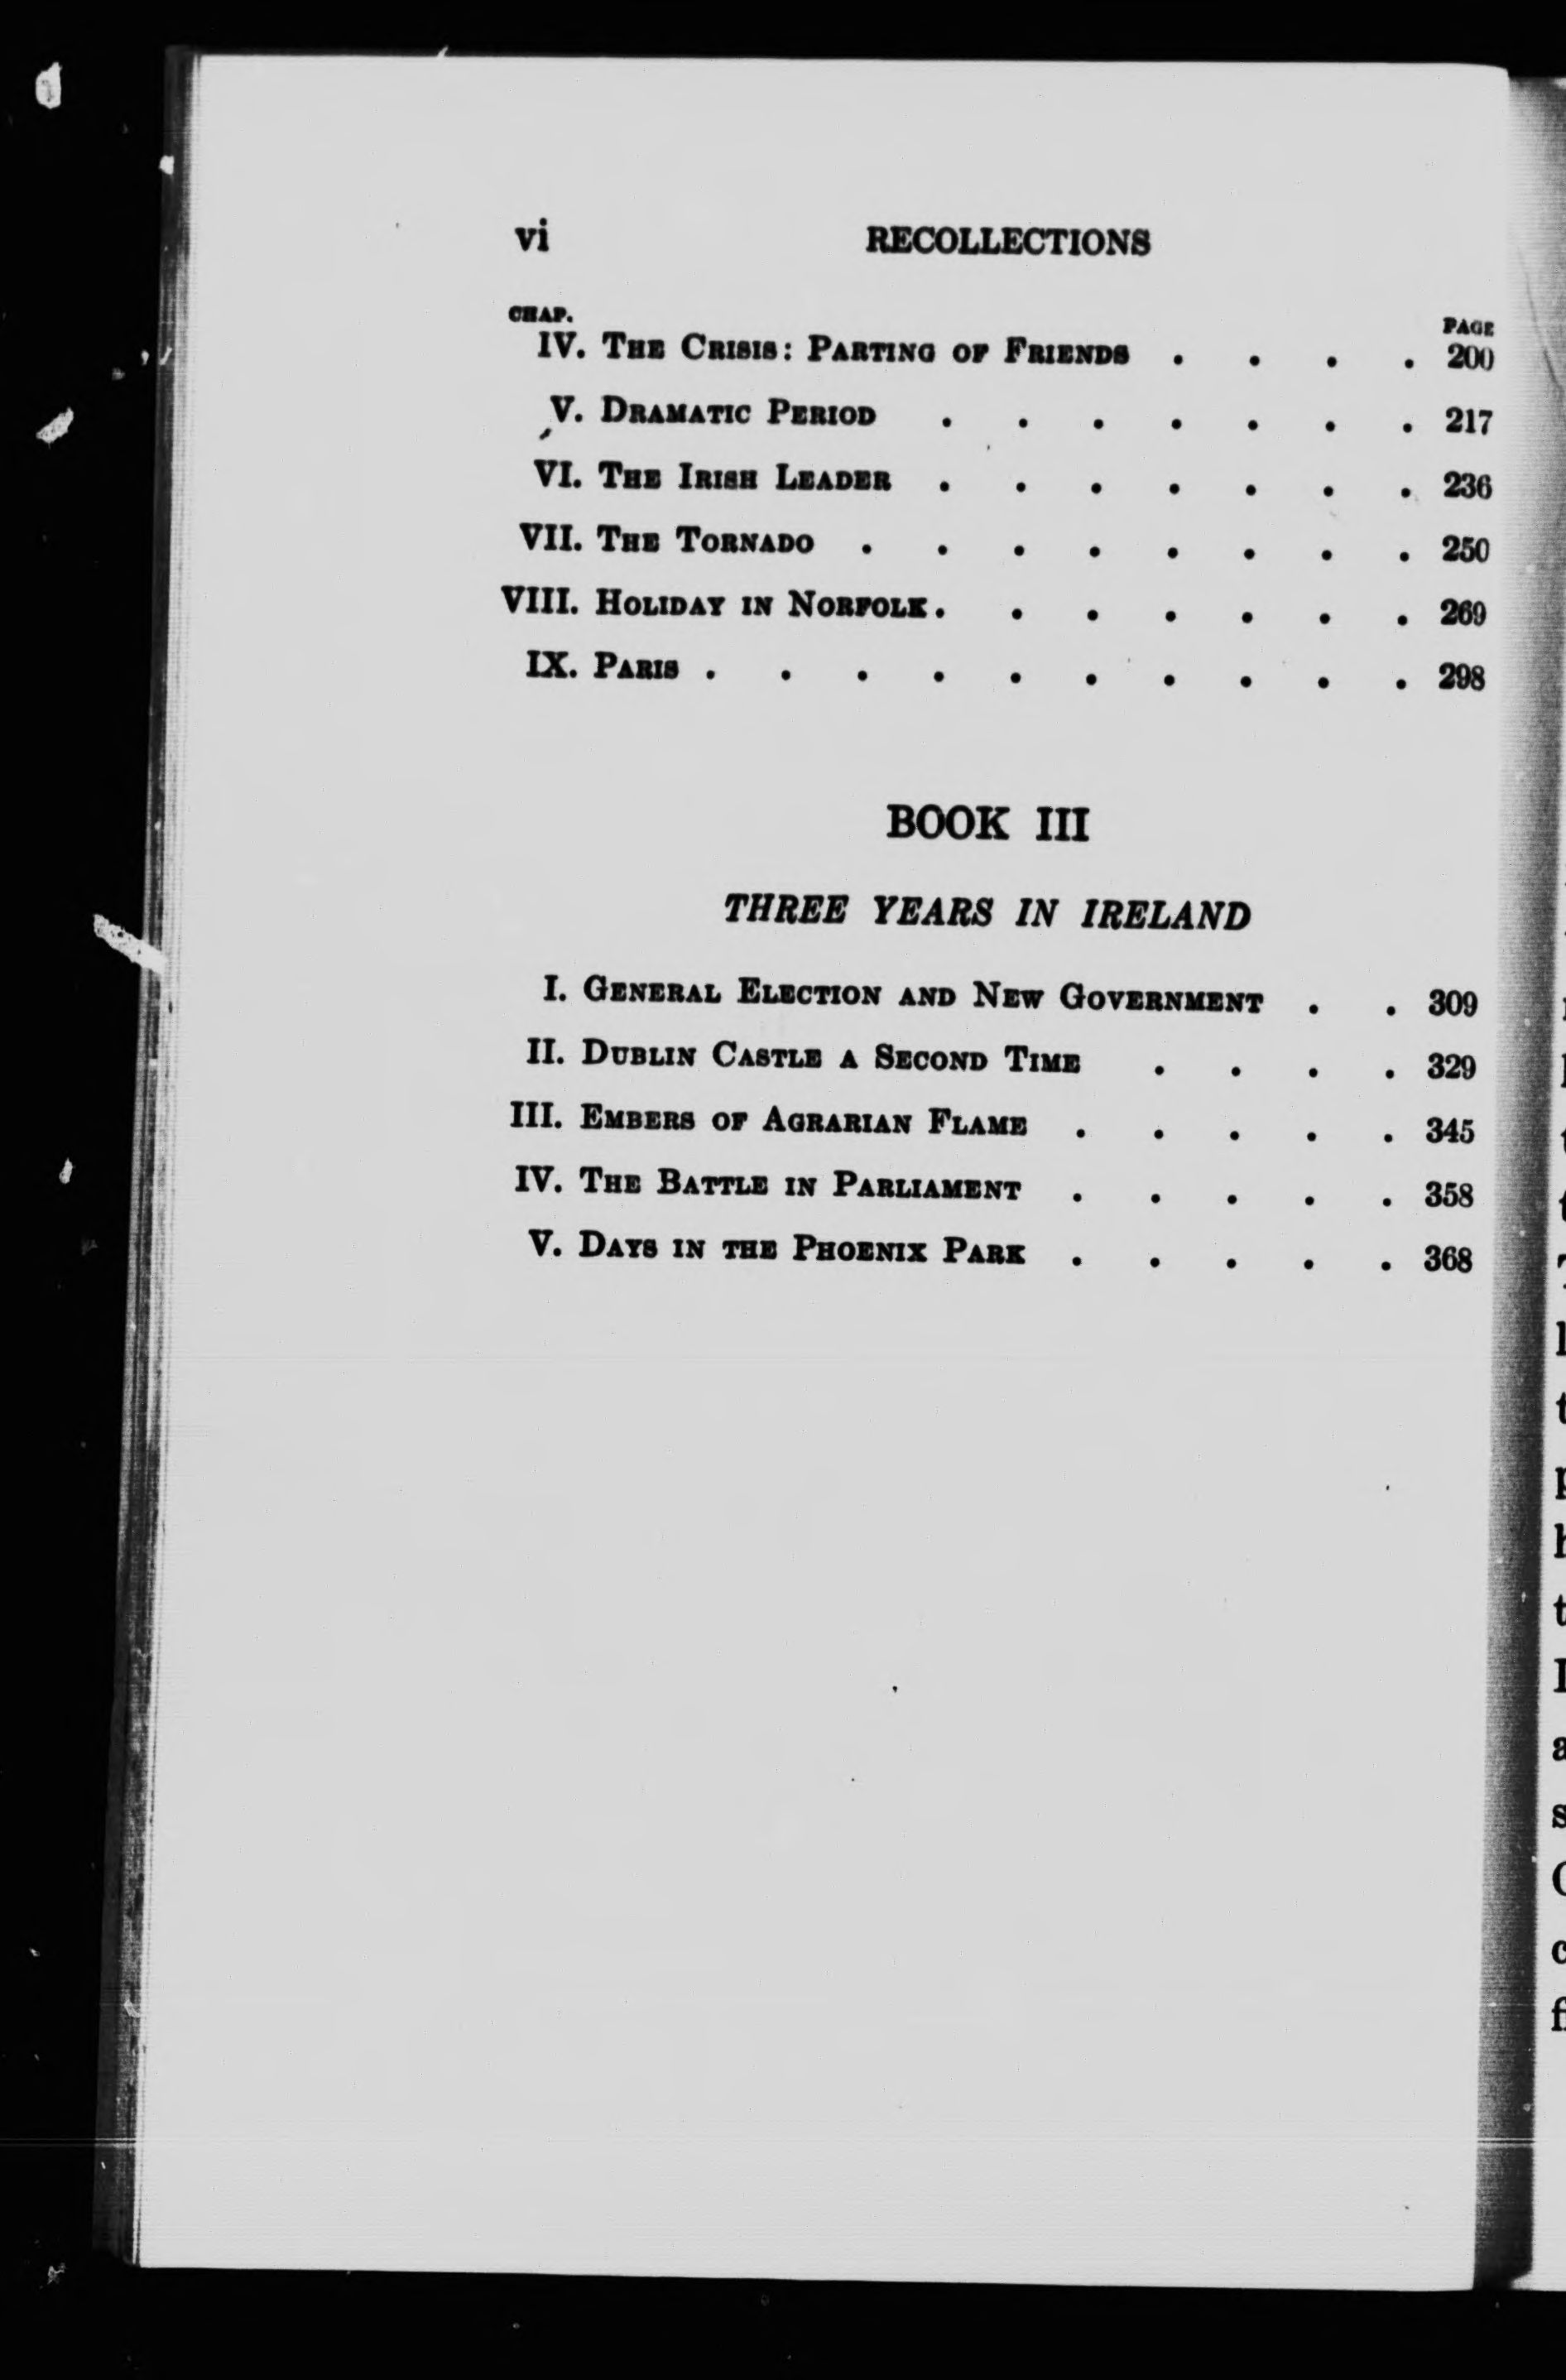 vi RECOLLECTIONS
CHAP. PAGE
IV. THE CRISIS: PARTING OF FRIENDS . . . . 200
V. DRAMATIC PERIOD . . . . . . . 217
VI. THE IRISH LEADER . . . . . . . 236
VII. THE TORNADO . . . . . . . . 250
VIII. HOLIDAY IN NORFOLK . . . . . . . 269
IX. PARIS . . . . . . . . . . 298
BOOK III
THREE YEARS IN IRELAND
I. GENERAL ELECTION AND NEW GOVERNMENT . . 309
II. DUBLIN CASTLE A SECOND TIME . . . . 329
III. EMBERS OF AGRARIAN FLAME . . . . . 345
IV. THE BATTLE IN PARLIAMENT . . . . . 358
V. DAYS IN THE PHOENIX PARK . . . . . 368